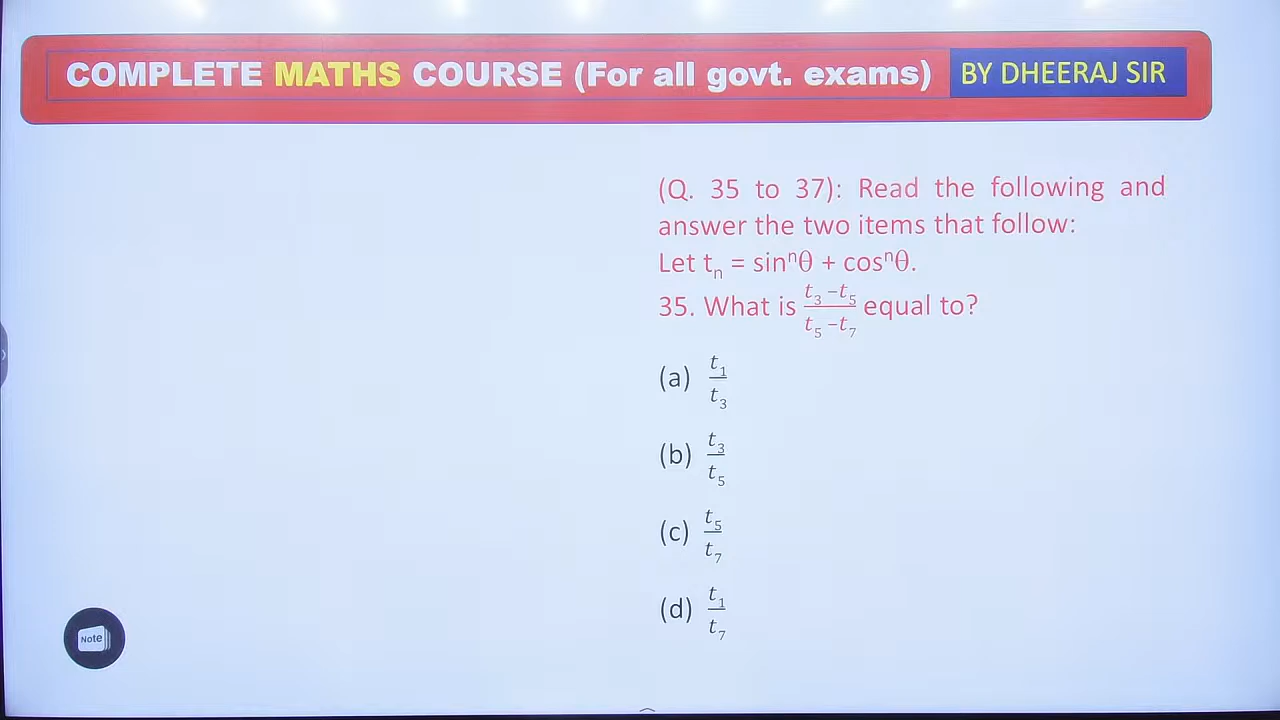 COMPLETE MATHS COURSE (For all govt. exams) BY DHEERAJ SIR
(Q. 35 to 37): Read the following and
answer the two items that follow:
Let tₙ = sinⁿθ + cosⁿθ.
35. What is (t₃ −t₅)/(t₅ −t₇) equal to?
(a) t₁/t₃
(b) t₃/t₅
(c) t₅/t₇
(d) t₁/t₇
Note